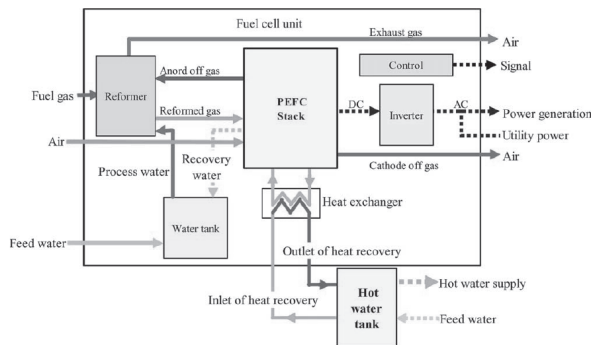 Fuel cell unit
Exhaust gas
Air
Anord off gas
Control
Signal
Fuel gas
Reformer
PEFC
Stack
DC
Inverter
AC
Power generation
Reformed gas
Utility power
Air
Recovery
water
Cathode off gas
Air
Process water
Heat exchanger
Water tank
Feed water
Outlet of heat recovery
Hot
water
tank
Hot water supply
Inlet of heat recovery
Feed water